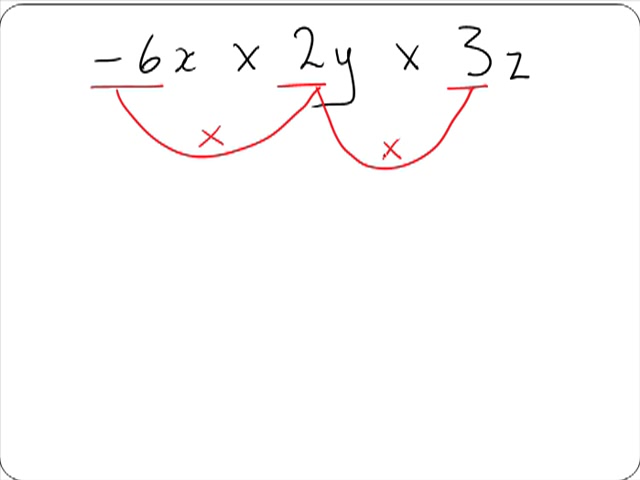 -6x × 2y × 3z
× ×